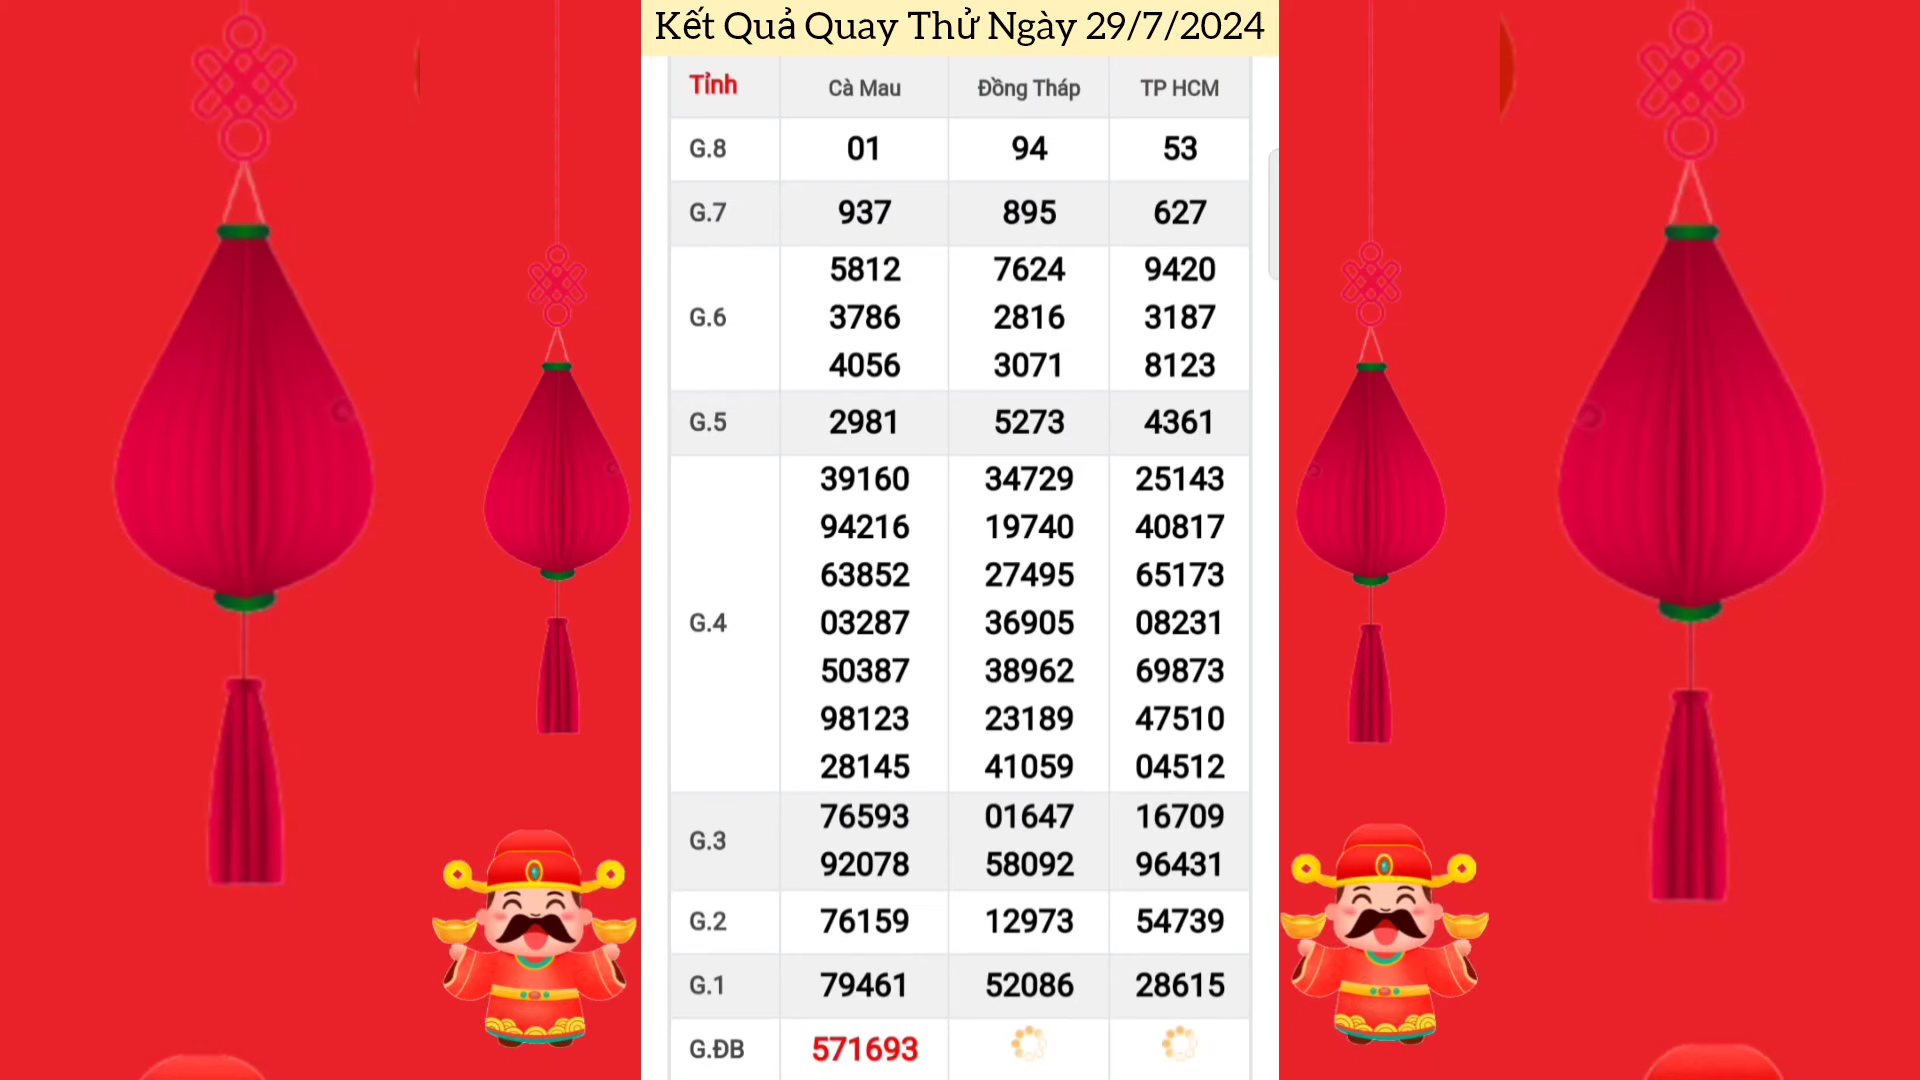 Kết Quả Quay Thử Ngày 29/7/2024
Tỉnh Cà Mau Đồng Tháp TP HCM
G.8 01 94 53
G.7 937 895 627
5812 7624 9420
G.6 3786 2816 3187
4056 3071 8123
G.5 2981 5273 4361
39160 34729 25143
94216 19740 40817
63852 27495 65173
G.4 03287 36905 08231
50387 38962 69873
98123 23189 47510
28145 41059 04512
76593 01647 16709
G.3
92078 58092 96431
G.2 76159 12973 54739
G.1 79461 52086 28615
G.ĐB 571693